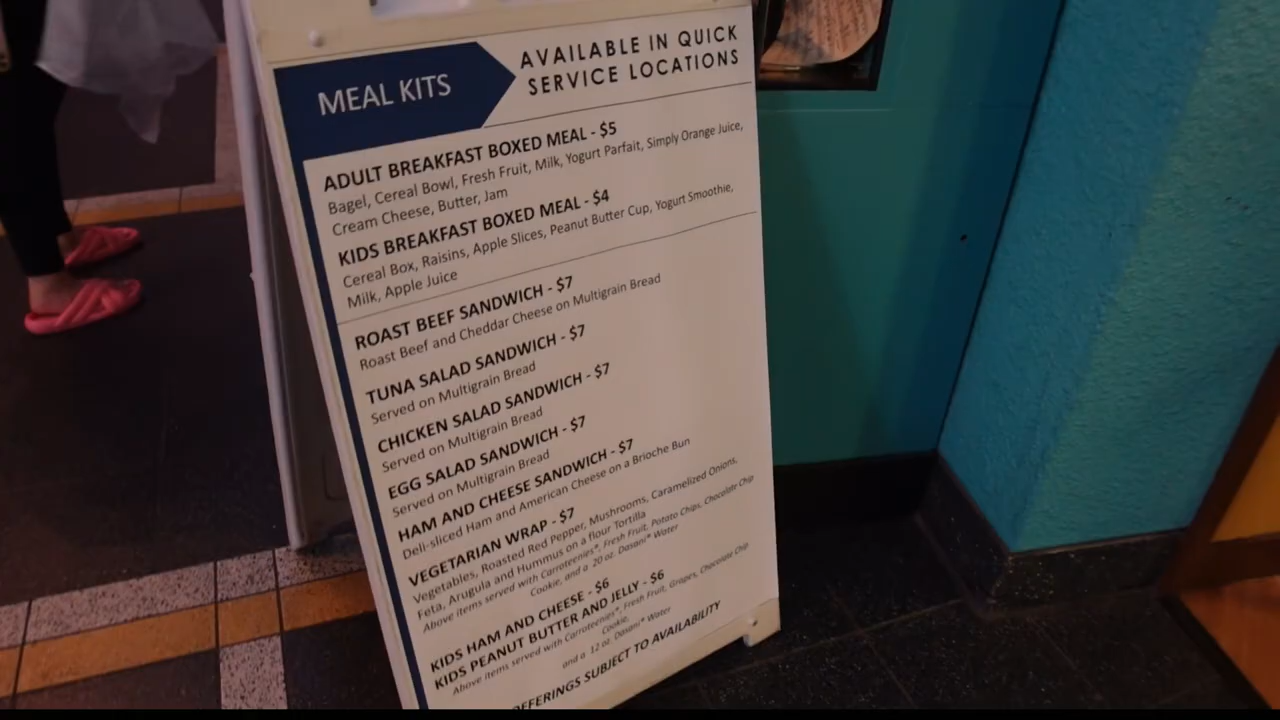 MEAL KITS
AVAILABLE IN QUICK
SERVICE LOCATIONS
ADULT BREAKFAST BOXED MEAL - $5
Bagel, Cereal Bowl, Fresh Fruit, Milk, Yogurt Parfait, Simply Orange Juice,
Cream Cheese, Butter, Jam
KIDS BREAKFAST BOXED MEAL - $4
Cereal Box, Raisins, Apple Slices, Peanut Butter Cup, Yogurt Smoothie,
Milk, Apple Juice
ROAST BEEF SANDWICH - $7
Roast Beef and Cheddar Cheese on Multigrain Bread
TUNA SALAD SANDWICH - $7
Served on Multigrain Bread
CHICKEN SALAD SANDWICH - $7
Served on Multigrain Bread
EGG SALAD SANDWICH - $7
Served on Multigrain Bread
HAM AND CHEESE SANDWICH - $7
Deli-sliced Ham and American Cheese on a Brioche Bun
VEGETARIAN WRAP - $7
Vegetables, Roasted Red Pepper, Mushrooms, Caramelized Onions,
Feta, Arugula and Hummus on a flour Tortilla
Above items served with Carroteenies®, Fresh Fruit, Potato Chips, Chocolate Chip
Cookie, and a 20 oz. Dasani® Water
KIDS HAM AND CHEESE - $6
KIDS PEANUT BUTTER AND JELLY - $6
Above items served with Carroteenies®, Fresh Fruit, Grapes, Chocolate Chip
Cookie,
and a 12 oz. Dasani® Water
OFFERINGS SUBJECT TO AVAILABILITY